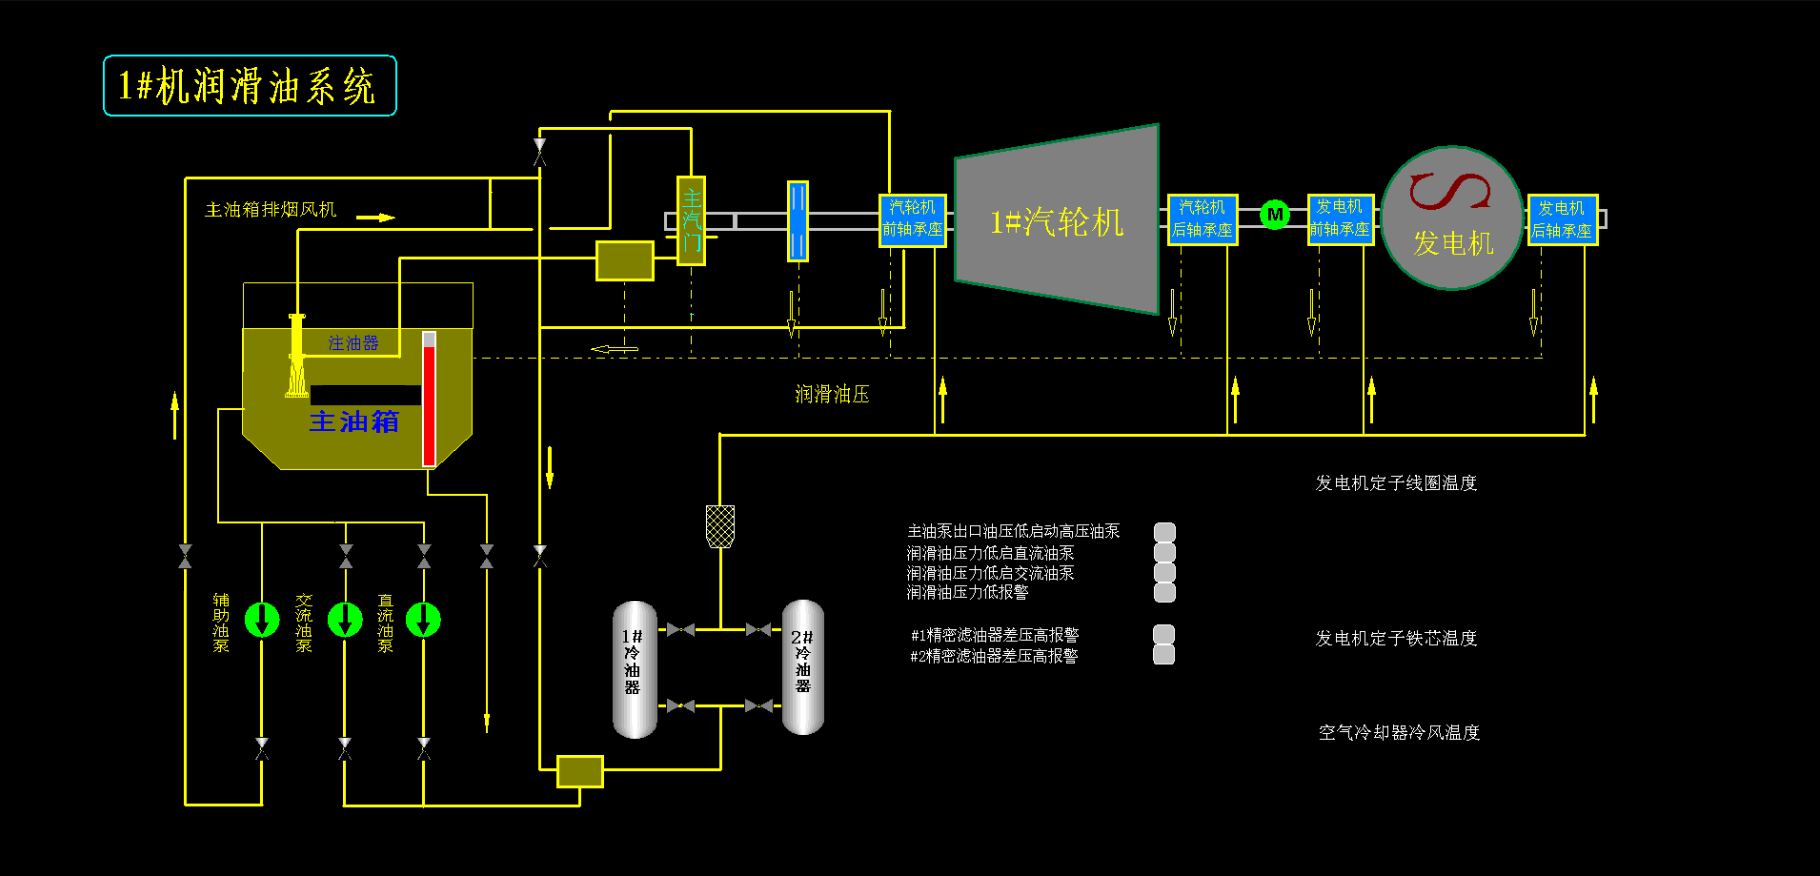 1#机润滑油系统
主油箱排烟风机
主汽门
汽轮机
前轴承座
1#汽轮机
汽轮机
后轴承座
M
发电机
前轴承座
S
发电机
发电机
后轴承座
注油器
主油箱
润滑油压
发电机定子线圈温度
主油泵出口油压低启动高压油泵
润滑油压力低启直流油泵
润滑油压力低启交流油泵
润滑油压力低报警
#1精密滤油器差压高报警
#2精密滤油器差压高报警
发电机定子铁芯温度
空气冷却器冷风温度
辅助油泵
交流油泵
直流油泵
1#冷油器
2#冷油器